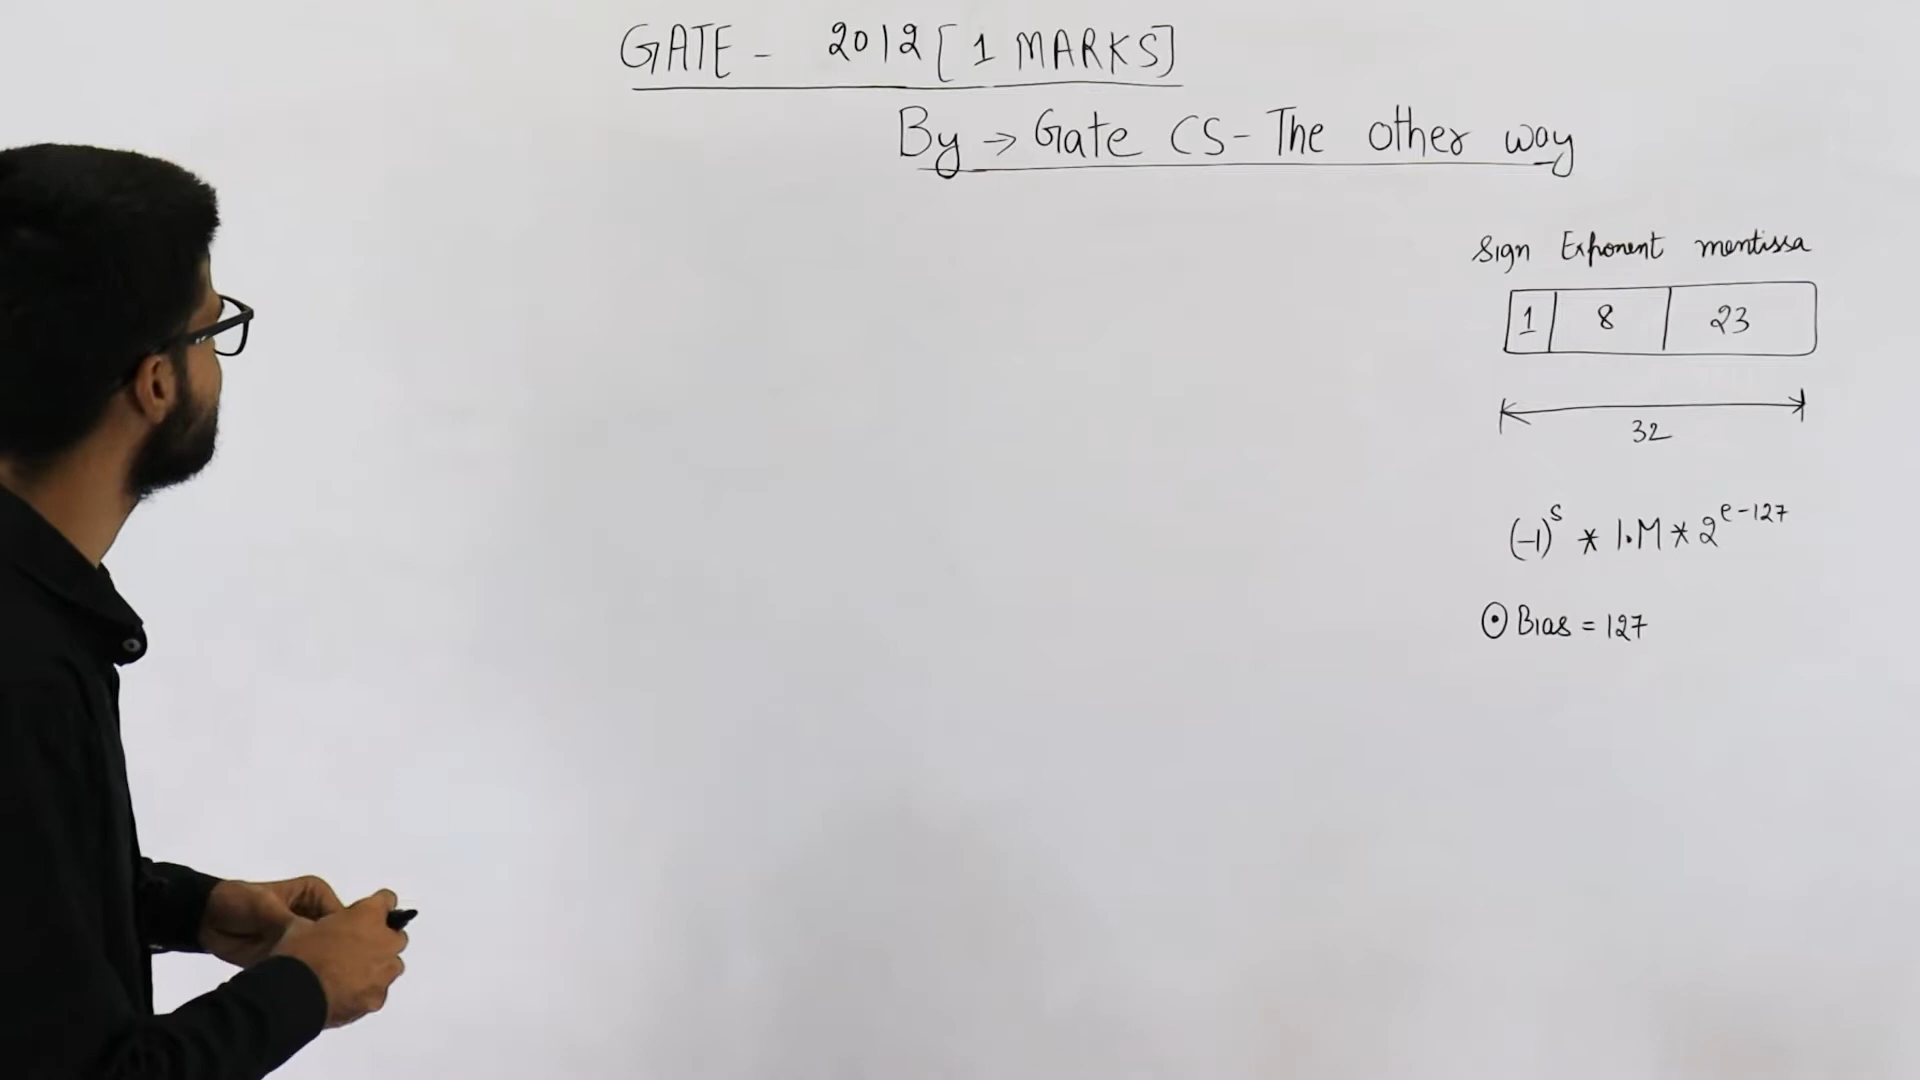 GATE - 2012 [1 MARKS]
By → Gate CS - The other way
Sign Exponent mentissa
1 8 23
32
(-1)^s * 1.M * 2^e-127
⊙ Bias = 127